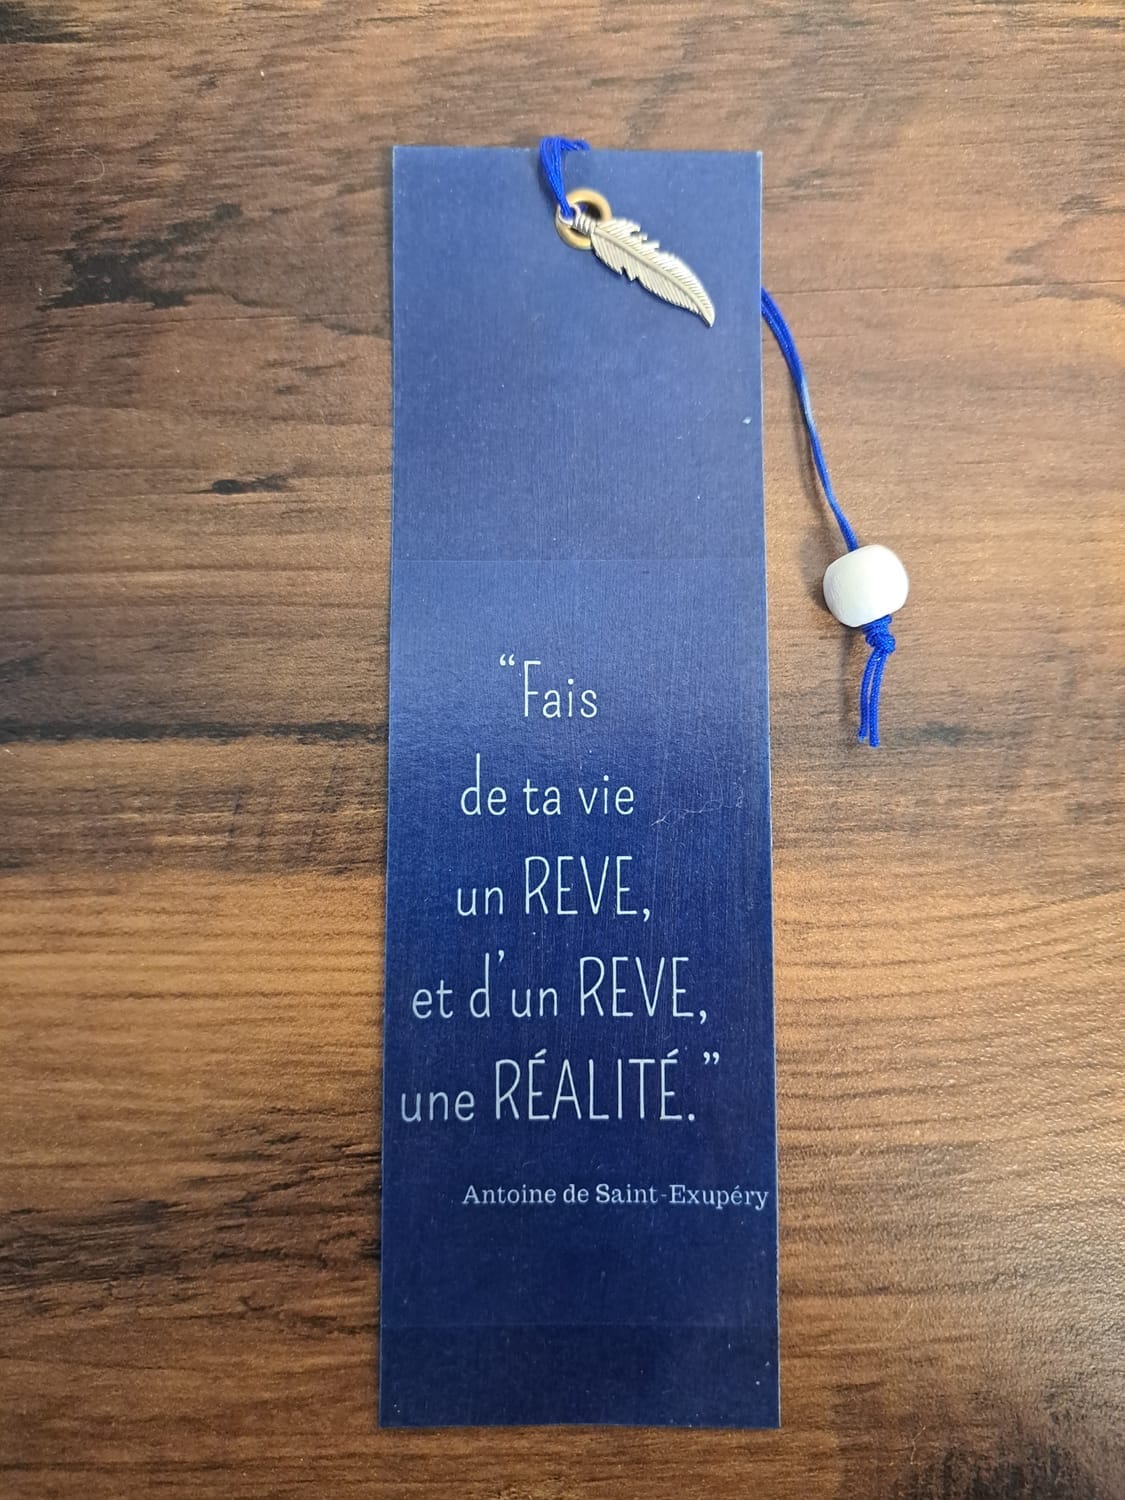 “Fais
de ta vie
un REVE,
et d’un REVE,
une RÉALITÉ.”
Antoine de Saint-Exupéry